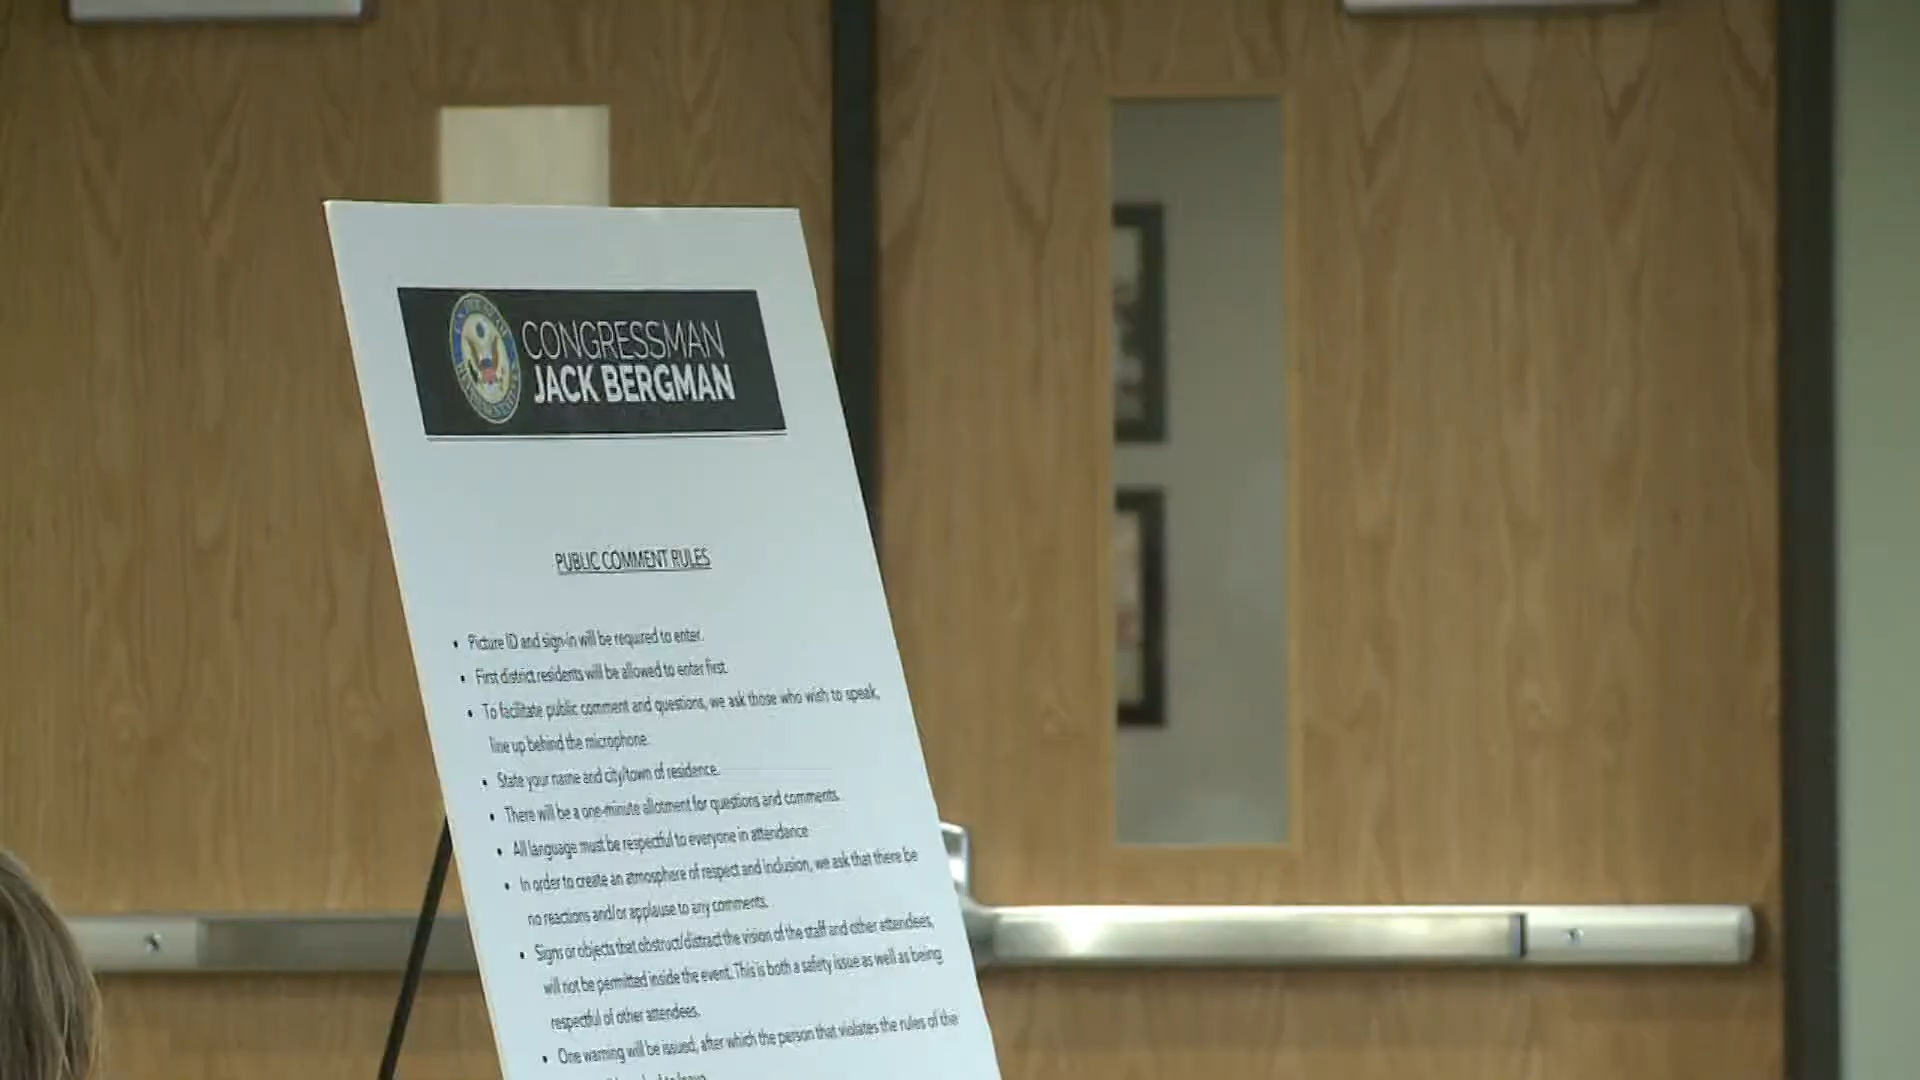 CONGRESSMAN
JACK BERGMAN
PUBLIC COMMENT RULES
• Picture ID and sign-in will be required to enter.
• First district residents will be allowed to enter first.
• To facilitate public comment and questions, we ask those who wish to speak,
line up behind the microphone.
• State your name and city/town of residence.
• There will be a one-minute allotment for questions and comments.
• All language must be respectful to everyone in attendance
• In order to create an atmosphere of respect and inclusion, we ask that there be
no reactions and/or applause to any comments.
• Signs or objects that obstruct/distract the vision of the staff and other attendees,
will not be permitted inside the event. This is both a safety issue as well as being
respectful of other attendees.
• One warning will be issued, after which the person that violates the rules of the